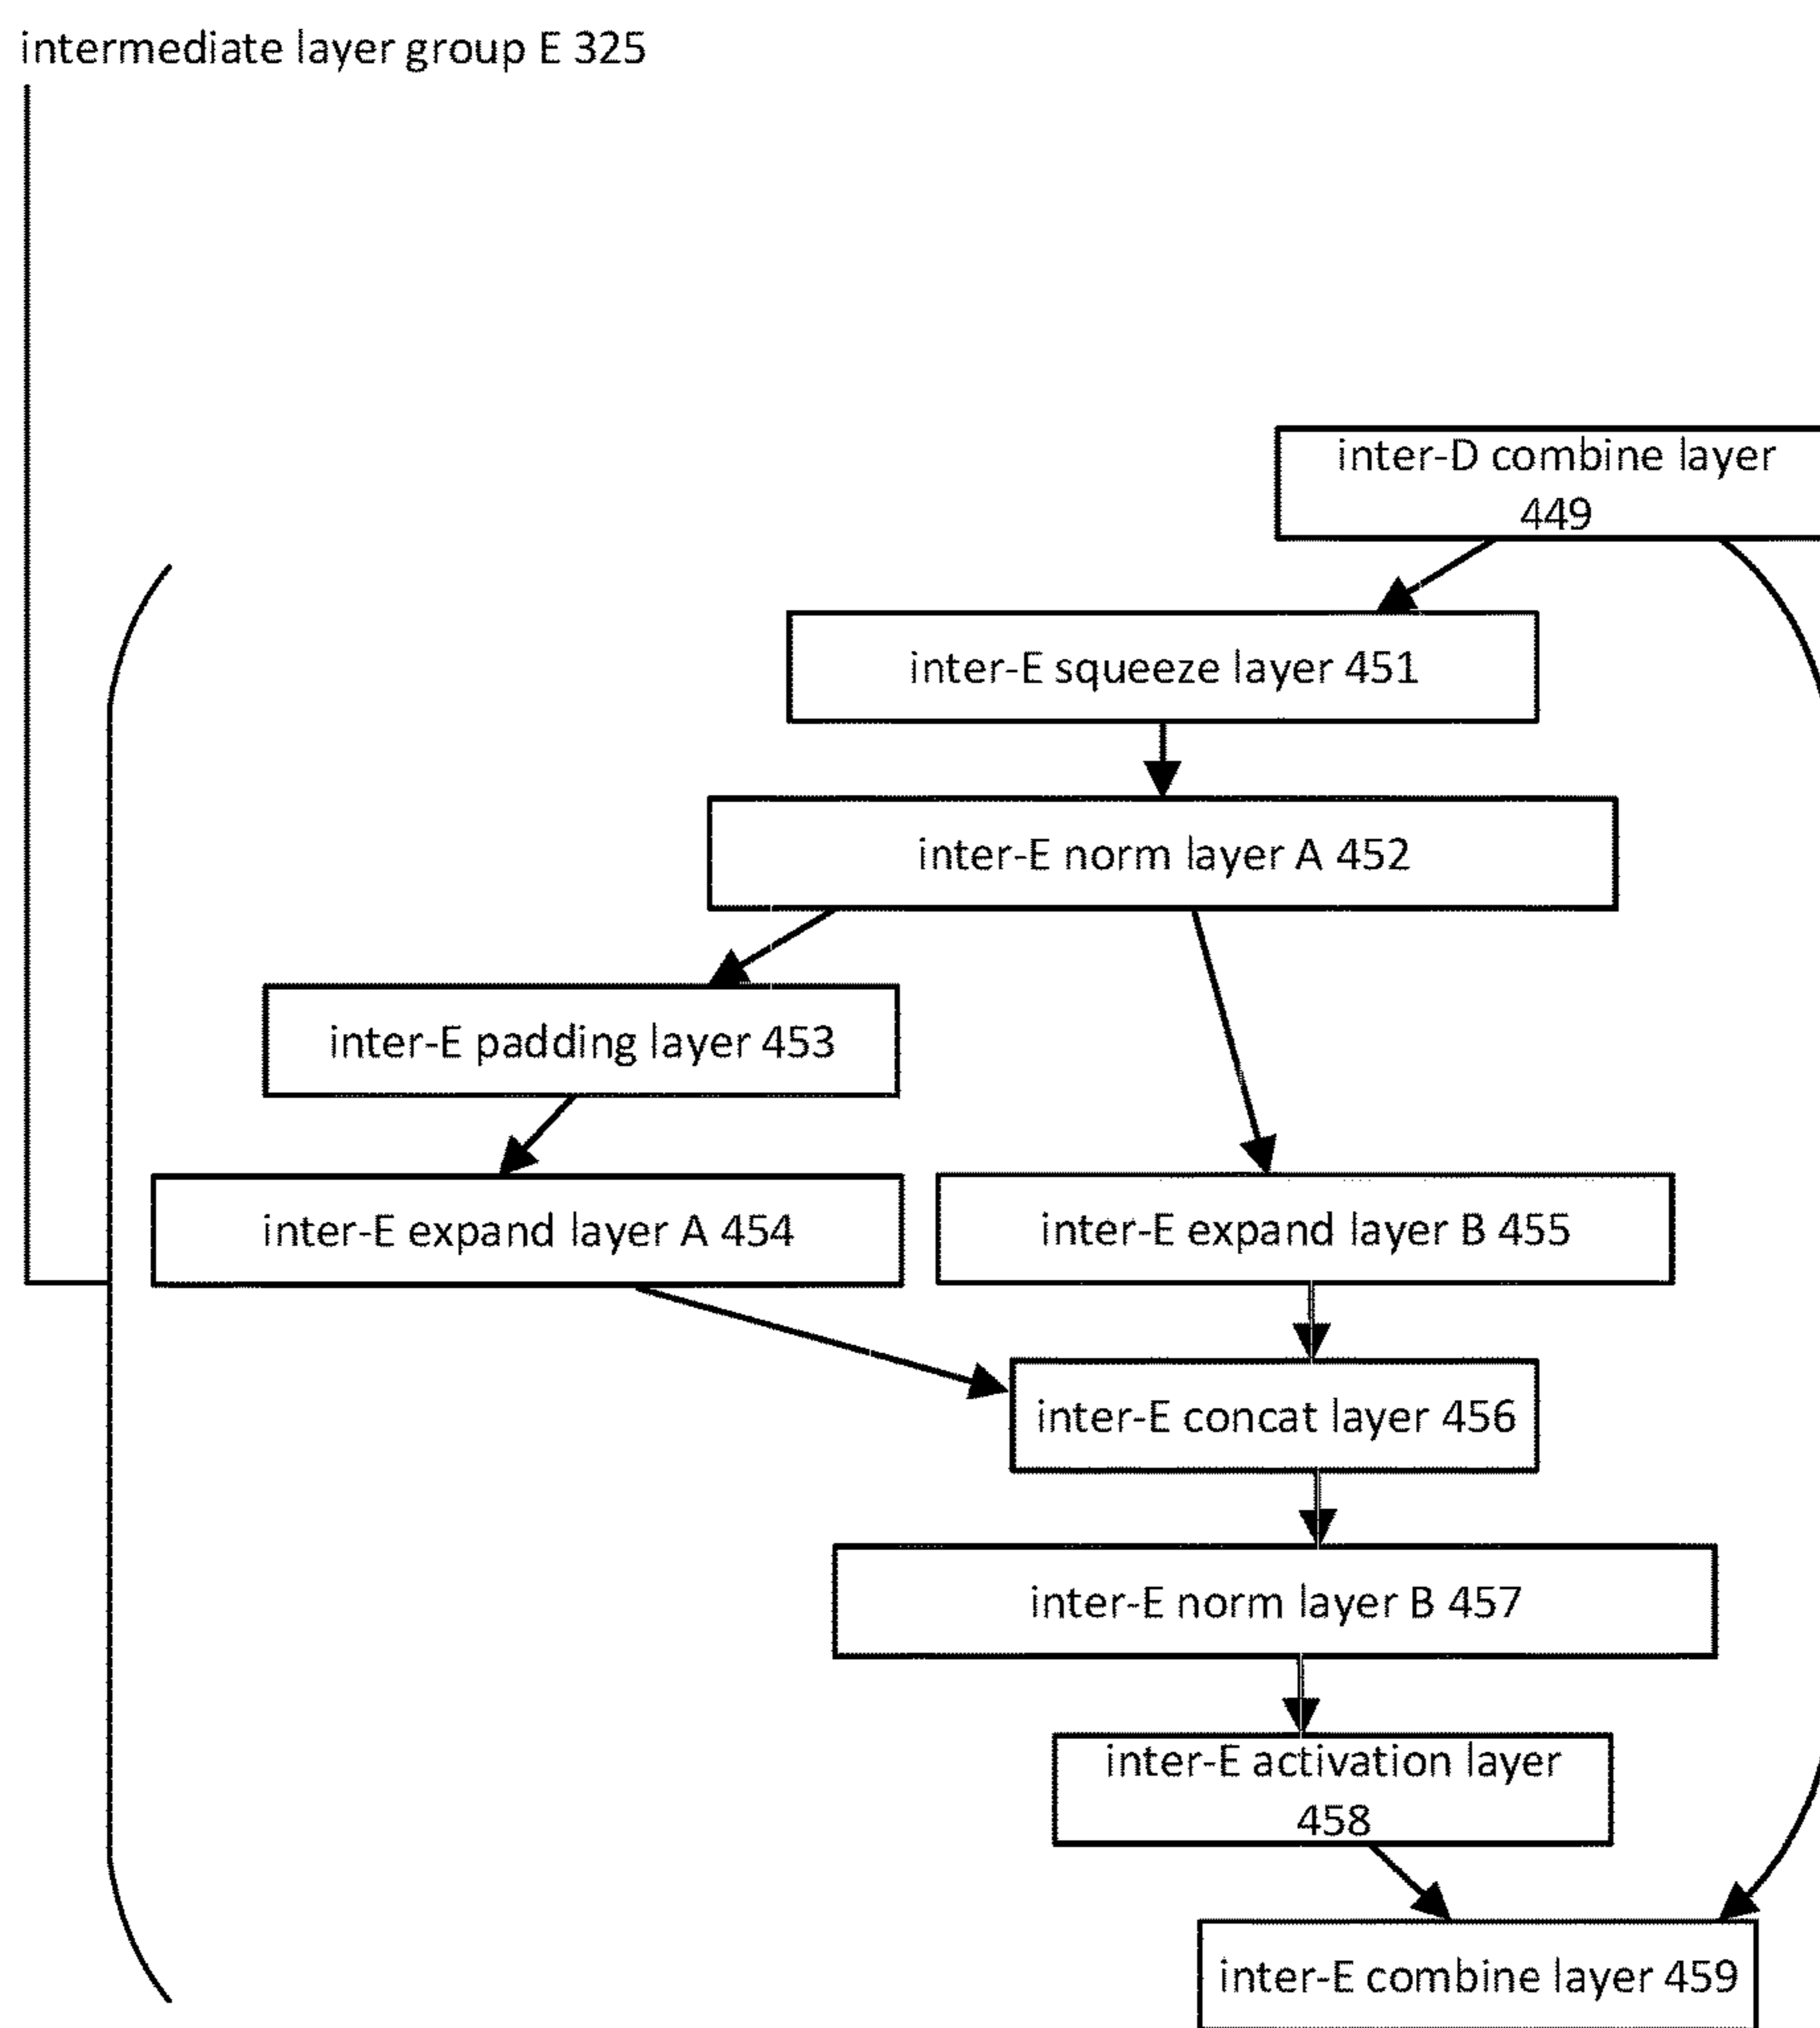 intermediate layer group E 325
inter-D combine layer
449
inter-E squeeze layer 451
inter-E norm layer A 452
inter-E padding layer 453
inter-E expand layer A 454
inter-E expand layer B 455
inter-E concat layer 456
inter-E norm layer B 457
inter-E activation layer
458
inter-E combine layer 459